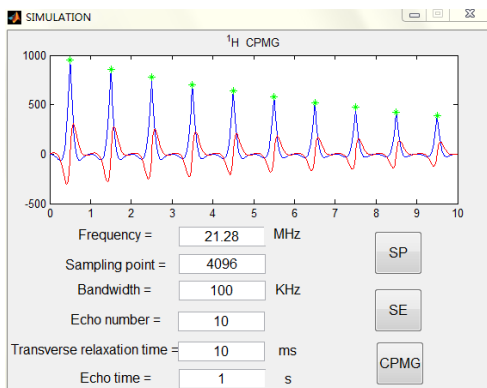 SIMULATION
¹H CPMG
1000
500
0
-500
0 1 2 3 4 5 6 7 8 9 10
Frequency = 21.28 MHz
Sampling point = 4096
Bandwidth = 100 KHz
Echo number = 10
Transverse relaxation time = 10 ms
Echo time = 1 s
SP
SE
CPMG